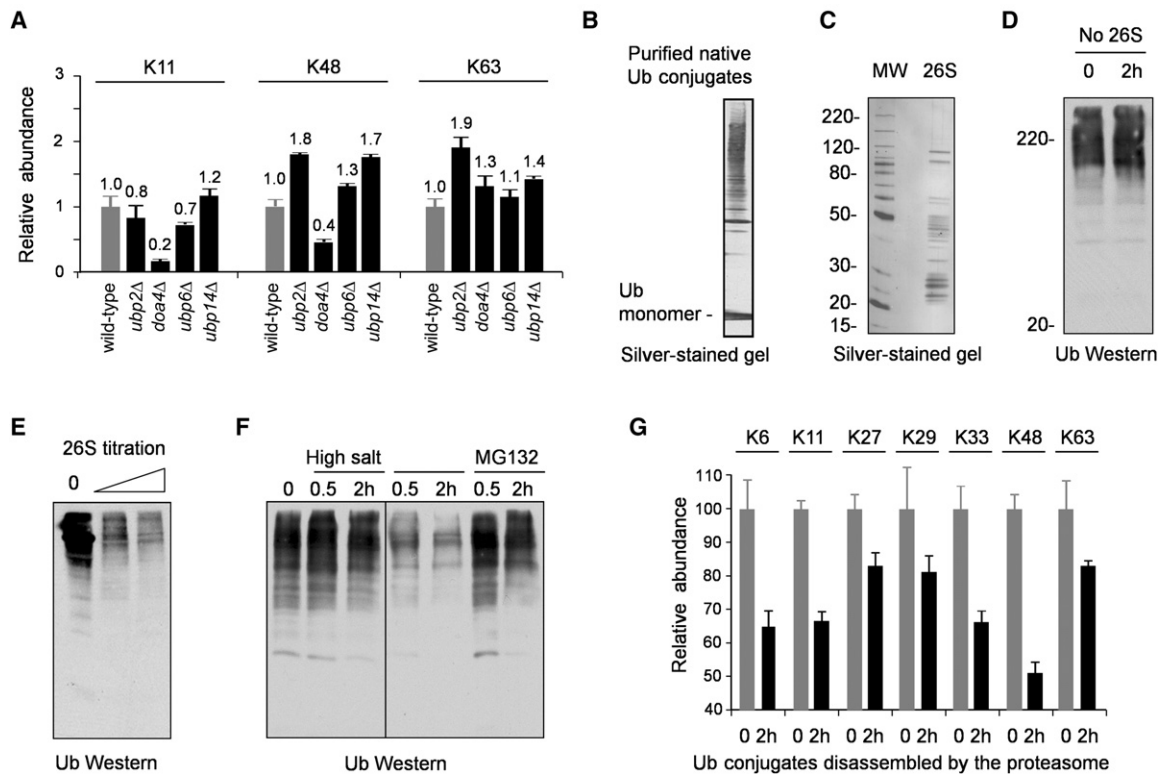 A
K11 K48 K63
3
2
1
0
Relative abundance
1.0 0.8 0.2 0.7 1.2
1.0 1.8 0.4 1.3 1.7
1.0 1.9 1.3 1.1 1.4
wild-type ubp2Δ doa4Δ ubp6Δ ubp14Δ
wild-type ubp2Δ doa4Δ ubp6Δ ubp14Δ
wild-type ubp2Δ doa4Δ ubp6Δ ubp14Δ
B
Purified native
Ub conjugates
Ub
monomer -
Silver-stained gel
C
MW 26S
220-
120-
80-
50-
30-
20-
15-
Silver-stained gel
D
No 26S
0 2h
220-
20-
Ub Western
E
26S titration
0
Ub Western
F
High salt MG132
0 0.5 2h 0.5 2h 0.5 2h
Ub Western
G
K6 K11 K27 K29 K33 K48 K63
110
100
90
80
70
60
50
40
Relative abundance
0 2h 0 2h 0 2h 0 2h 0 2h 0 2h 0 2h
Ub conjugates disassembled by the proteasome